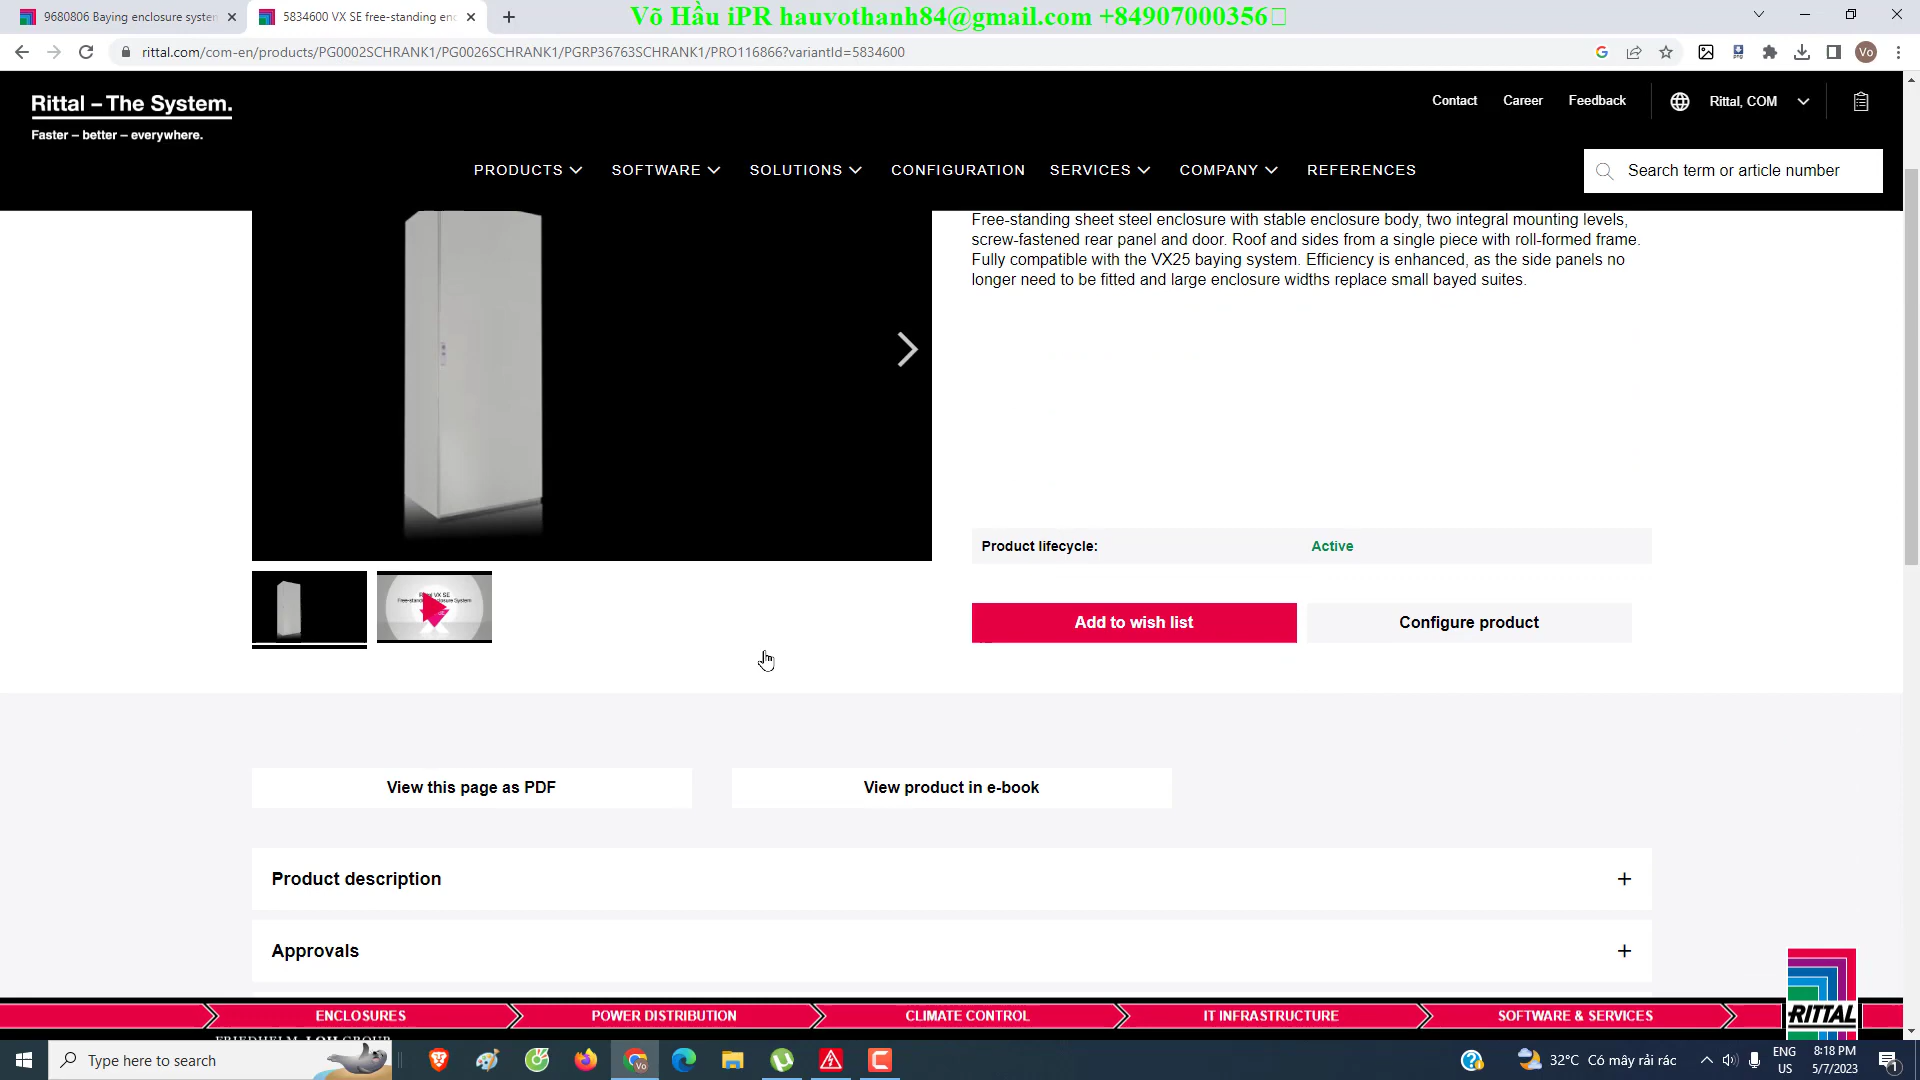 9680806 Baying enclosure system
5834600 VX SE free-standing enc
Võ Hầu iPR hauvothanh84@gmail.com +84907000356
rittal.com/com-en/products/PG0002SCHRANK1/PG0026SCHRANK1/PGRP36763SCHRANK1/PRO116866?variantId=5834600
Vo
Rittal – The System.
Faster – better – everywhere.
Contact
Career
Feedback
Rittal, COM
PRODUCTS
SOFTWARE
SOLUTIONS
CONFIGURATION
SERVICES
COMPANY
REFERENCES
Search term or article number
Free-standing sheet steel enclosure with stable enclosure body, two integral mounting levels,
screw-fastened rear panel and door. Roof and sides from a single piece with roll-formed frame.
Fully compatible with the VX25 baying system. Efficiency is enhanced, as the side panels no
longer need to be fitted and large enclosure widths replace small bayed suites.
Product lifecycle:
Active
Add to wish list
Configure product
View this page as PDF
View product in e-book
Product description
Approvals
ENCLOSURES
POWER DISTRIBUTION
CLIMATE CONTROL
IT INFRASTRUCTURE
SOFTWARE & SERVICES
RITTAL
FRIEDHELM LOH GROUP
Type here to search
32°C Có mây rải rác
ENG
US
8:18 PM
5/7/2023
1